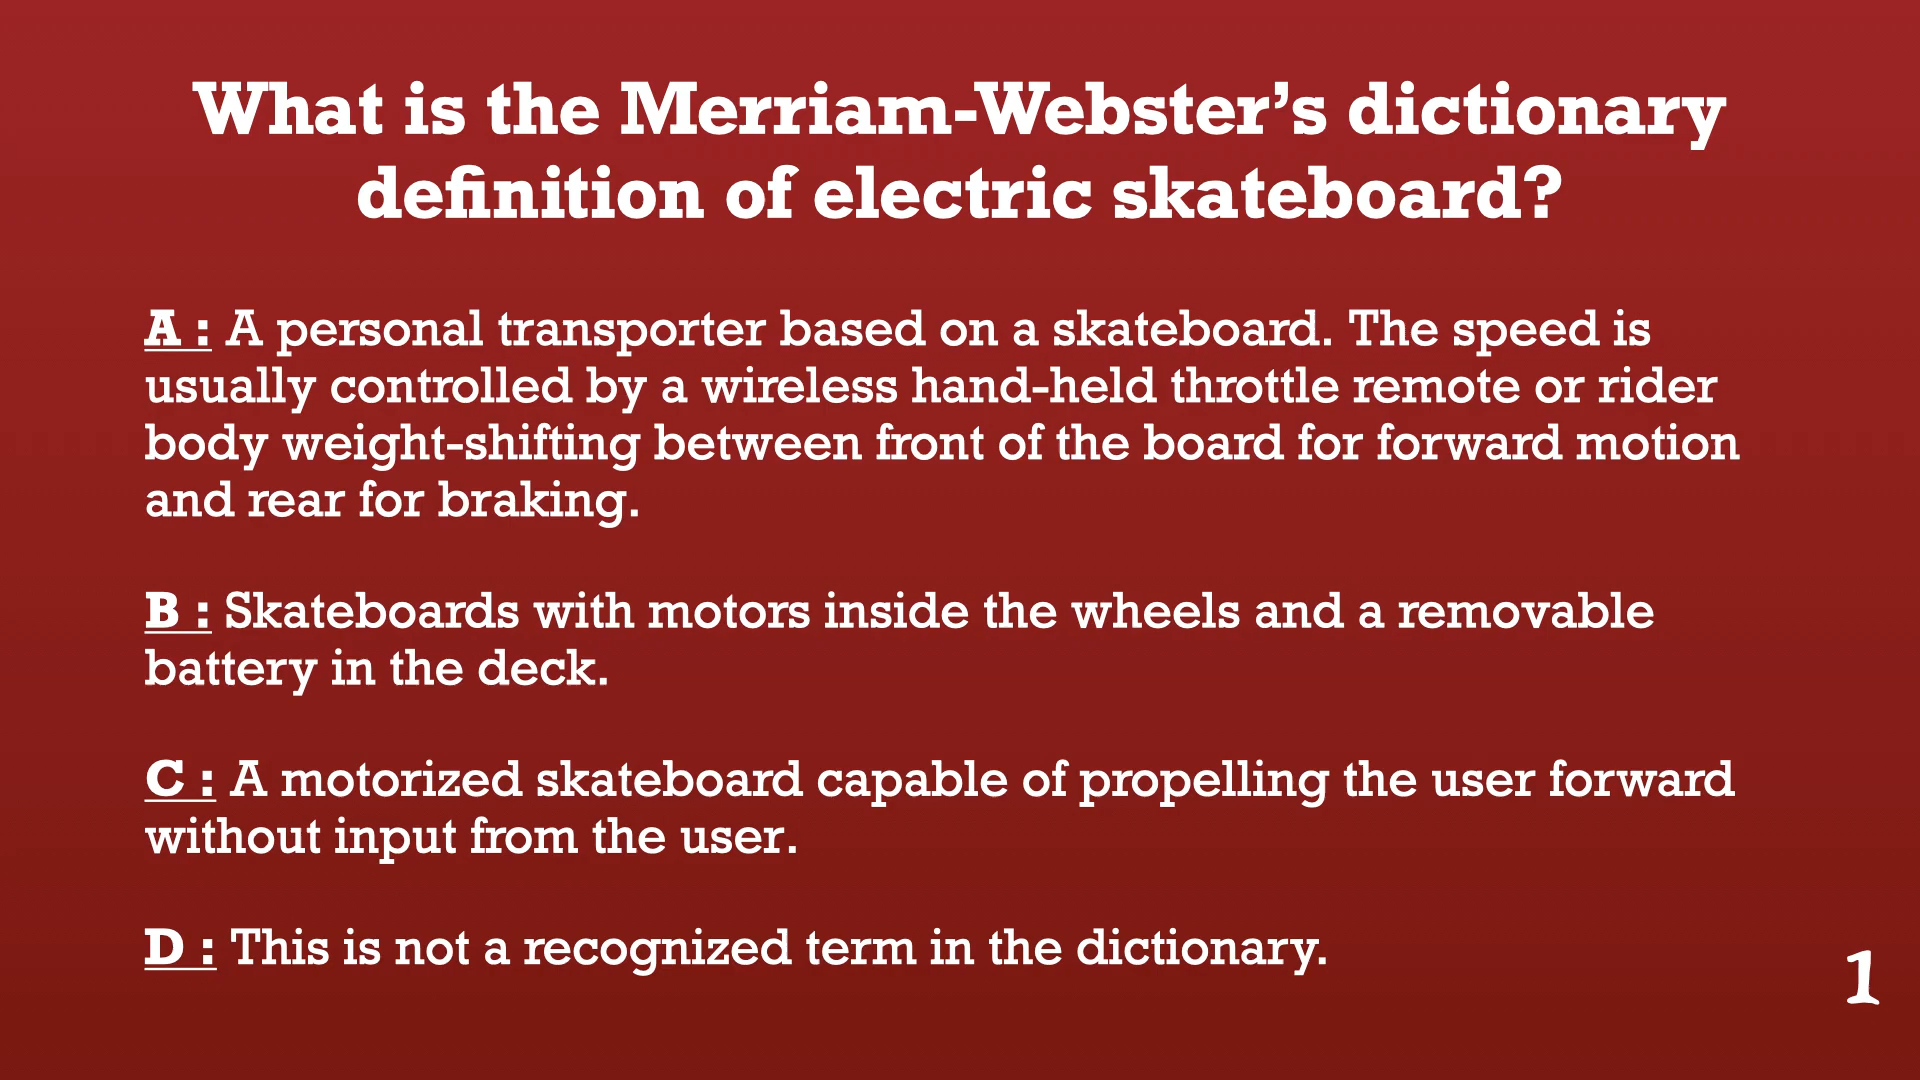 What is the Merriam-Webster’s dictionary
definition of electric skateboard?
A : A personal transporter based on a skateboard. The speed is
usually controlled by a wireless hand-held throttle remote or rider
body weight-shifting between front of the board for forward motion
and rear for braking.
B : Skateboards with motors inside the wheels and a removable
battery in the deck.
C : A motorized skateboard capable of propelling the user forward
without input from the user.
D : This is not a recognized term in the dictionary.
1